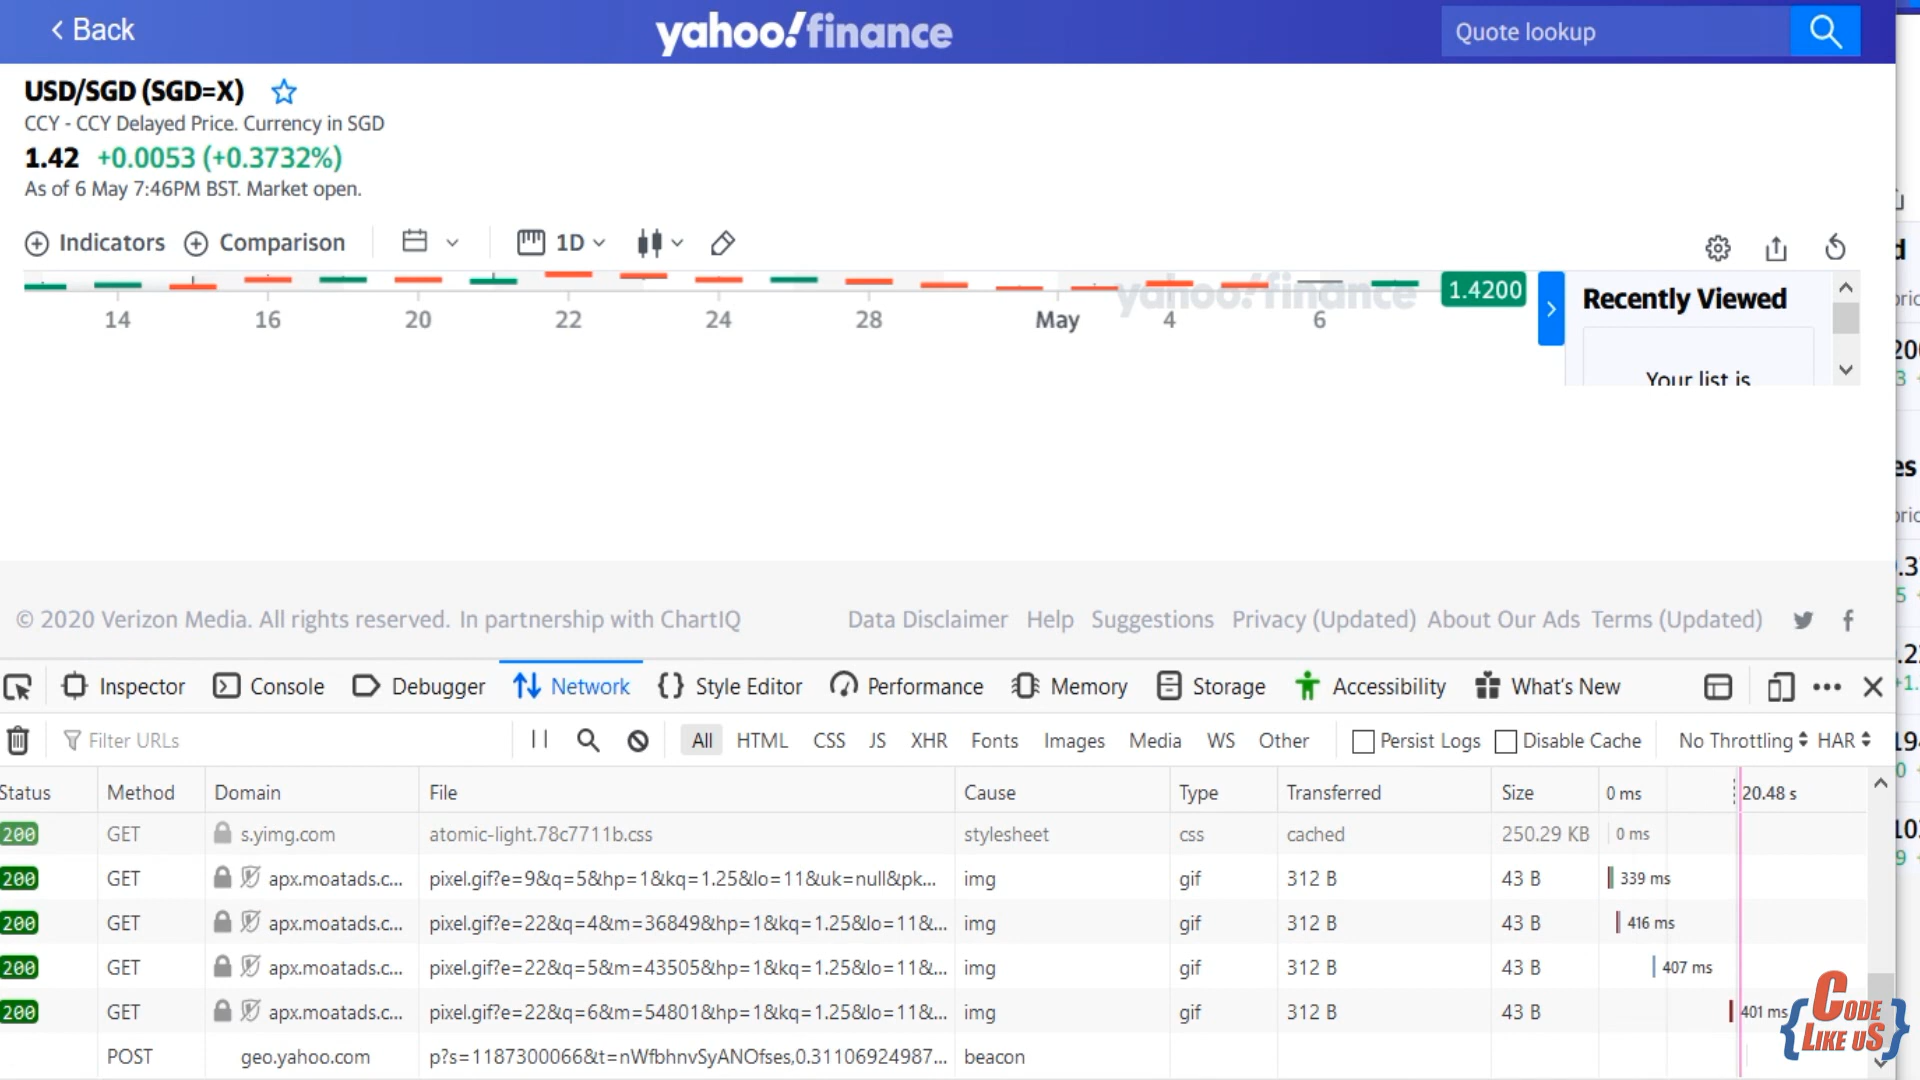 Back
yahoo!finance
Quote lookup
USD/SGD (SGD=X)
CCY - CCY Delayed Price. Currency in SGD
1.42 +0.0053 (+0.3732%)
As of 6 May 7:46PM BST. Market open.
Indicators Comparison 1D
yahoo!finance
1.4200
14 16 20 22 24 28 May 4 6
Recently Viewed
Your list is
© 2020 Verizon Media. All rights reserved. In partnership with ChartIQ
Data Disclaimer Help Suggestions Privacy (Updated) About Our Ads Terms (Updated)
Inspector Console Debugger Network Style Editor Performance Memory Storage Accessibility What's New
Filter URLs All HTML CSS JS XHR Fonts Images Media WS Other Persist Logs Disable Cache No Throttling HAR
Status Method Domain File Cause Type Transferred Size 0 ms 20.48 s
200 GET s.yimg.com atomic-light.78c7711b.css stylesheet css cached 250.29 KB 0 ms
200 GET apx.moatads.c... pixel.gif?e=9&q=5&hp=1&kq=1.25&lo=11&uk=null&pk... img gif 312 B 43 B 339 ms
200 GET apx.moatads.c... pixel.gif?e=22&q=4&m=36849&hp=1&kq=1.25&lo=11&... img gif 312 B 43 B 416 ms
200 GET apx.moatads.c... pixel.gif?e=22&q=5&m=43505&hp=1&kq=1.25&lo=11&... img gif 312 B 43 B 407 ms
200 GET apx.moatads.c... pixel.gif?e=22&q=6&m=54801&hp=1&kq=1.25&lo=11&... img gif 312 B 43 B 401 ms
POST geo.yahoo.com p?s=1187300066&t=nWfbhnvSyANOfses,0.31106924987... beacon
{CODE LIKE US}